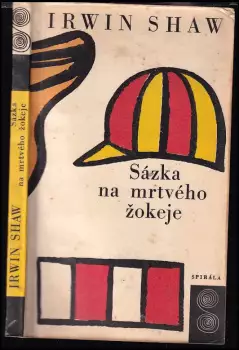 IRWIN SHAW
Sázka
na mrtvého
žokeje
SPIRÁLA
IRWIN SHAW
Sázka
na mrtvého žokeje